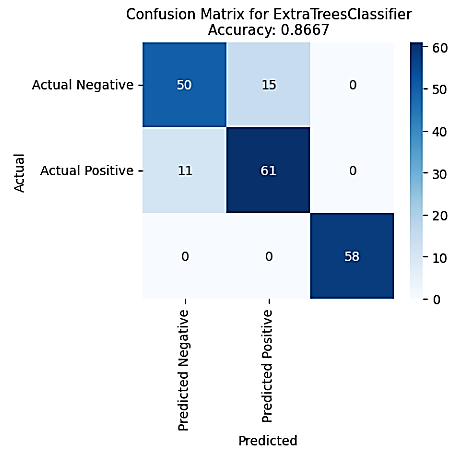 Confusion Matrix for ExtraTreesClassifier
Accuracy: 0.8667
Actual Negative
50
15
0
Actual Positive
11
61
0
0
0
58
Actual
Predicted Negative
Predicted Positive
Predicted
60
50
40
30
20
10
0